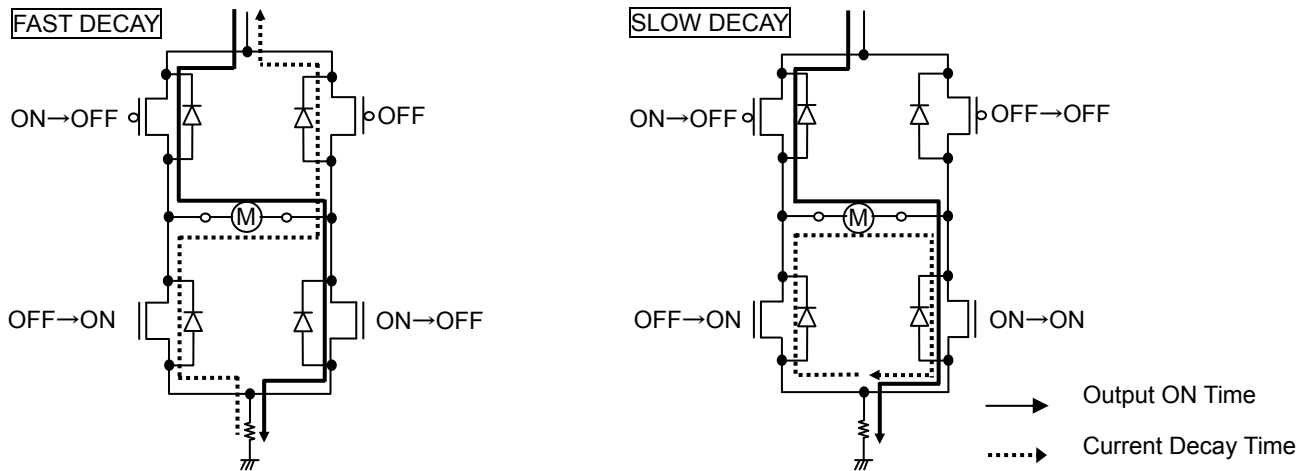 FAST DECAY
ON→OFF
OFF
M
OFF→ON
ON→OFF
SLOW DECAY
ON→OFF
OFF→OFF
M
OFF→ON
ON→ON
Output ON Time
Current Decay Time